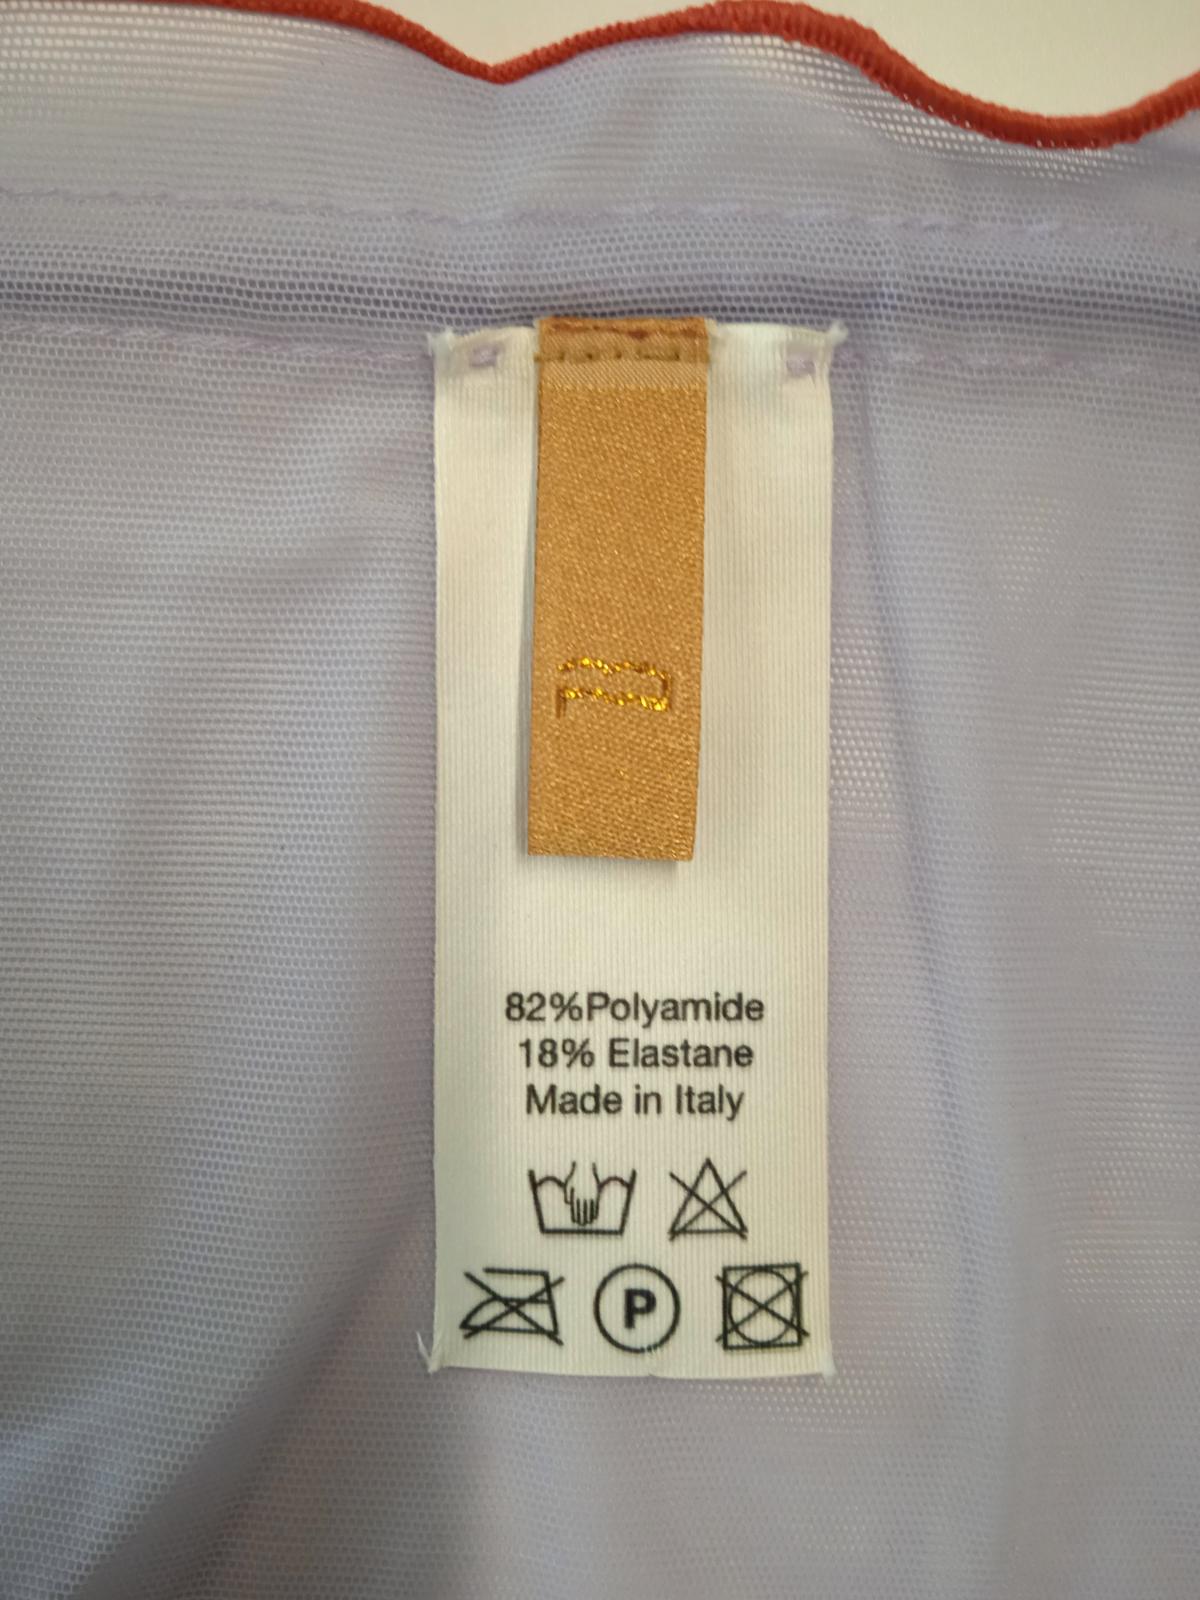 82%Polyamide
18% Elastane
Made in Italy
P